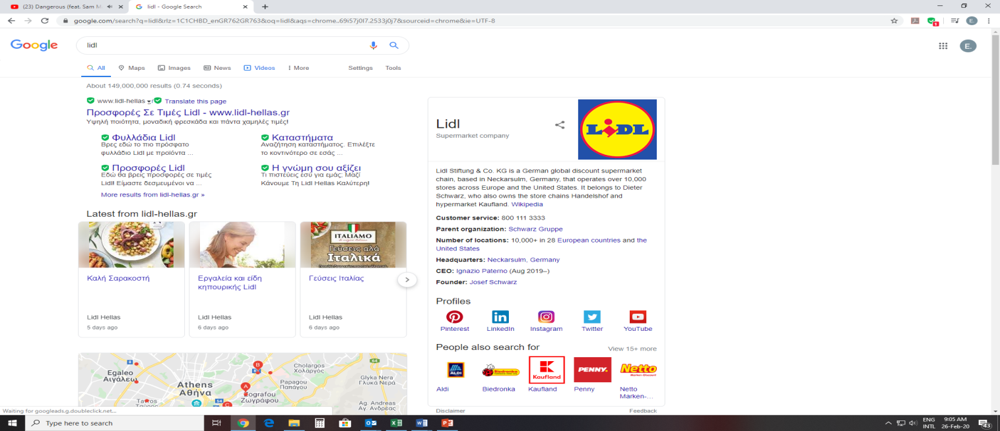 (23) Dangerous (feat. Sam M
lidl - Google Search
google.com/search?q=lidl&rlz=1C1CHBD_enGR762GR763&oq=lidl&aqs=chrome..69i57j0l7.2533j0j7&sourceid=chrome&ie=UTF-8
1
E.
Google
lidl
E.
All
Maps
Images
News
Videos
More
Settings
Tools
About 149,000,000 results (0.74 seconds)
www.lidl-hellas
Translate this page
Προσφορές Σε Τιμές Lidl - www.lidl-hellas.gr
Υψηλή ποιότητα, μοναδική φρεσκάδα και πάντα χαμηλές τιμές!
Φυλλάδια Lidl
Βρες εδώ το πιο πρόσφατο
φυλλάδιο Lidl με προϊόντα ...
Καταστήματα
Αναζήτηση καταστήματος. Επιλέξτε
το κοντινότερο σε εσάς ...
Προσφορές Lidl
Εδώ θα βρεις προσφορές σε τιμές
Lidl! Είμαστε δεσμευμένοι να ...
Η γνώμη σου αξίζει
Τι πιστεύεις εσύ για εμάς; Μαζί
Κάνουμε Τη Lidl Hellas Καλύτερη!
More results from lidl-hellas.gr »
Latest from lidl-hellas.gr
ITALIAMO
Γεύσεις αλά
Ιταλικά
Καλή Σαρακοστή
Lidl Hellas
5 days ago
Εργαλεία και είδη
κηπουρικής Lidl
Lidl Hellas
6 days ago
Γεύσεις Ιταλίας
Lidl Hellas
6 days ago
Egaleo
Αιγάλεω
8
Athens
Αθήνα
B
A
C
54
64
Cholargos
Χολαργός
Papagou
Παπάγου
Zografou
Ζωγράφου
Glyka Nera
Γλυκά Νερά
Ag. Andreas
Αγ. Ανδρέας
Lidl
Supermarket company
LIDL
Lidl Stiftung & Co. KG is a German global discount supermarket
chain, based in Neckarsulm, Germany, that operates over 10,000
stores across Europe and the United States. It belongs to Dieter
Schwarz, who also owns the store chains Handelshof and
hypermarket Kaufland. Wikipedia
Customer service: 800 111 3333
Parent organization: Schwarz Gruppe
Number of locations: 10,000+ in 28 European countries and the
United States
Headquarters: Neckarsulm, Germany
CEO: Ignazio Paterno (Aug 2019–)
Founder: Josef Schwarz
Profiles
Pinterest
LinkedIn
Instagram
Twitter
YouTube
People also search for
View 15+ more
ALDI
Biedronka
Kaufland
PENNY.
Netto
Marken-Discount
Aldi
Biedronka
Kaufland
Penny
Netto
Marken-...
Disclaimer
Feedback
Waiting for googleads.g.doubleclick.net...
Type here to search
ENG
INTL
9:05 AM
26-Feb-20
43